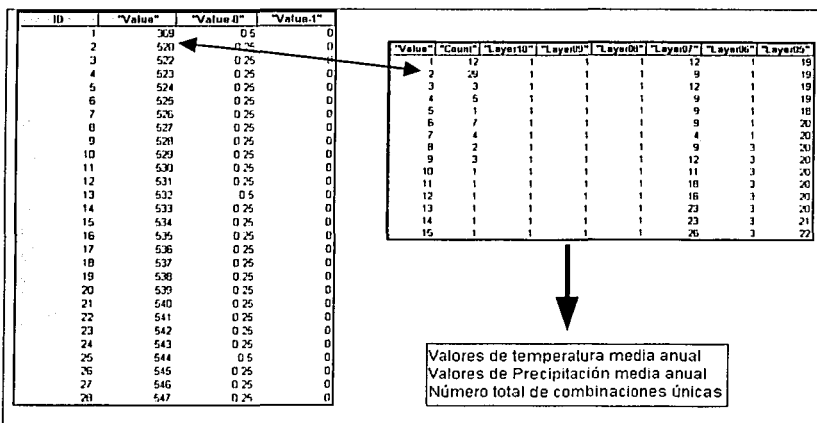 ID "Value" "Value-0" "Value-1"
1 369 0.5 0
2 520 0.25 0
3 522 0.25 0
4 523 0.25 0
5 524 0.25 0
6 525 0.25 0
7 526 0.25 0
8 527 0.25 0
9 528 0.25 0
10 529 0.25 0
11 530 0.25 0
12 531 0.25 0
13 532 0.5 0
14 533 0.25 0
15 534 0.25 0
16 535 0.25 0
17 536 0.25 0
18 537 0.25 0
19 538 0.25 0
20 539 0.25 0
21 540 0.25 0
22 541 0.25 0
23 542 0.25 0
24 543 0.25 0
25 544 0.5 0
26 545 0.25 0
27 546 0.25 0
28 547 0.25 0
"Value" "Count" "Layer10" "Layer09" "Layer08" "Layer07" "Layer06" "Layer05"
1 12 1 1 1 12 1 19
2 29 1 1 1 9 1 19
3 3 1 1 1 12 1 19
4 5 1 1 1 9 1 19
5 1 1 1 1 9 1 18
6 7 1 1 1 9 1 20
7 4 1 1 1 4 1 20
8 2 1 1 1 9 3 20
9 3 1 1 1 12 3 20
10 1 1 1 1 11 3 20
11 1 1 1 1 18 3 20
12 1 1 1 1 16 3 20
13 1 1 1 1 23 3 20
14 1 1 1 1 23 3 21
15 1 1 1 1 26 3 22
Valores de temperatura media anual
Valores de Precipitación media anual
Número total de combinaciones únicas